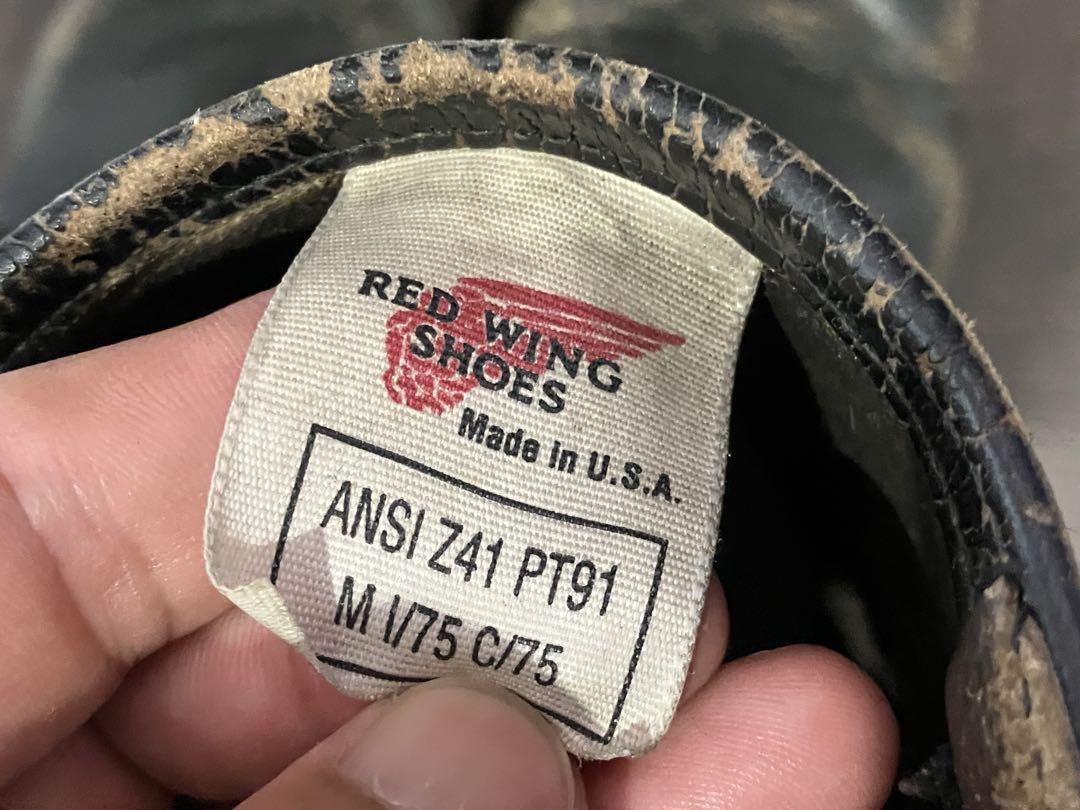 RED WING
SHOES
Made in U.S.A.
ANSI Z41 PT91
M I/75 C/75